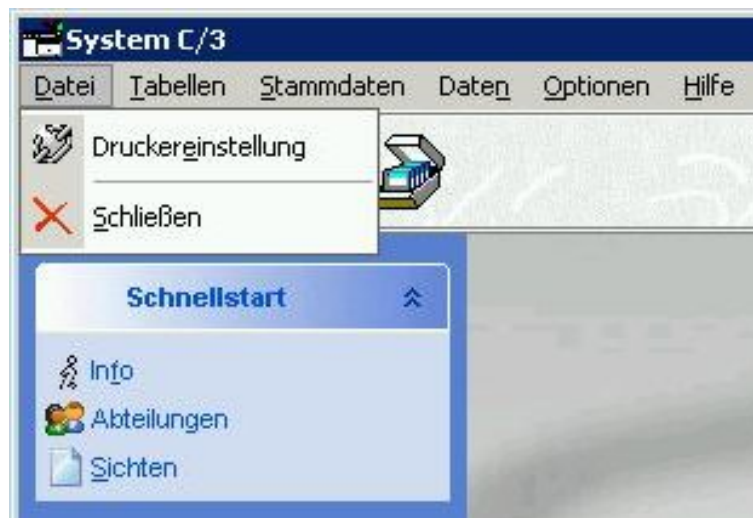 System C/3
Datei Tabellen Stammdaten Daten Optionen Hilfe
Druckereinstellung
Schließen
Schnellstart
Info
Abteilungen
Sichten